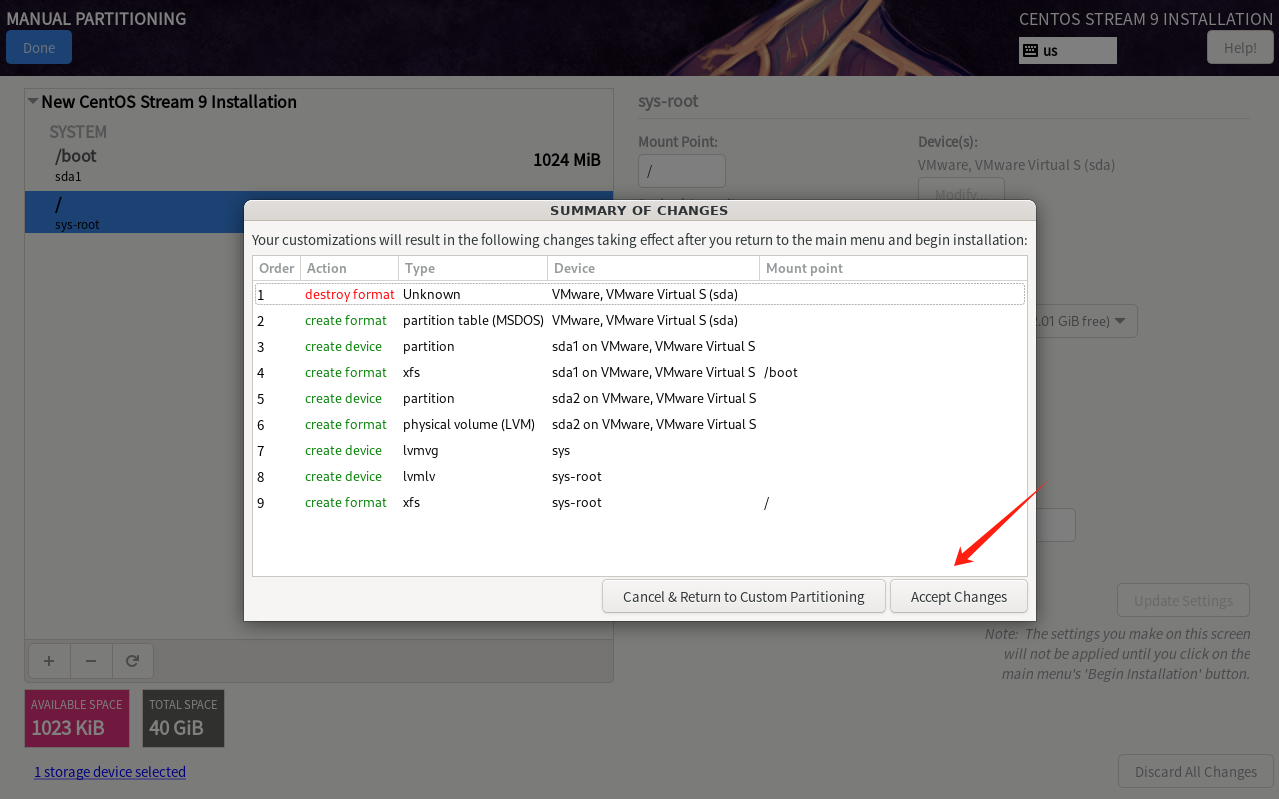 MANUAL PARTITIONING
CENTOS STREAM 9 INSTALLATION
Done
us
Help!
New CentOS Stream 9 Installation
SYSTEM
/boot
1024 MiB
sda1
/
sys-root
sys-root
Mount Point:
Device(s):
/
VMware, VMware Virtual S (sda)
Modify...
SUMMARY OF CHANGES
Your customizations will result in the following changes taking effect after you return to the main menu and begin installation:
Order Action Type Device Mount point
1 destroy format Unknown VMware, VMware Virtual S (sda)
2 create format partition table (MSDOS) VMware, VMware Virtual S (sda)
3 create device partition sda1 on VMware, VMware Virtual S
4 create format xfs sda1 on VMware, VMware Virtual S /boot
5 create device partition sda2 on VMware, VMware Virtual S
6 create format physical volume (LVM) sda2 on VMware, VMware Virtual S
7 create device lvmvg sys
8 create device lvmlv sys-root
9 create format xfs sys-root /
Cancel & Return to Custom Partitioning
Accept Changes
.01 GiB free)
Update Settings
Note: The settings you make on this screen
will not be applied until you click on the
main menu's 'Begin Installation' button.
AVAILABLE SPACE
1023 KiB
TOTAL SPACE
40 GiB
1 storage device selected
Discard All Changes